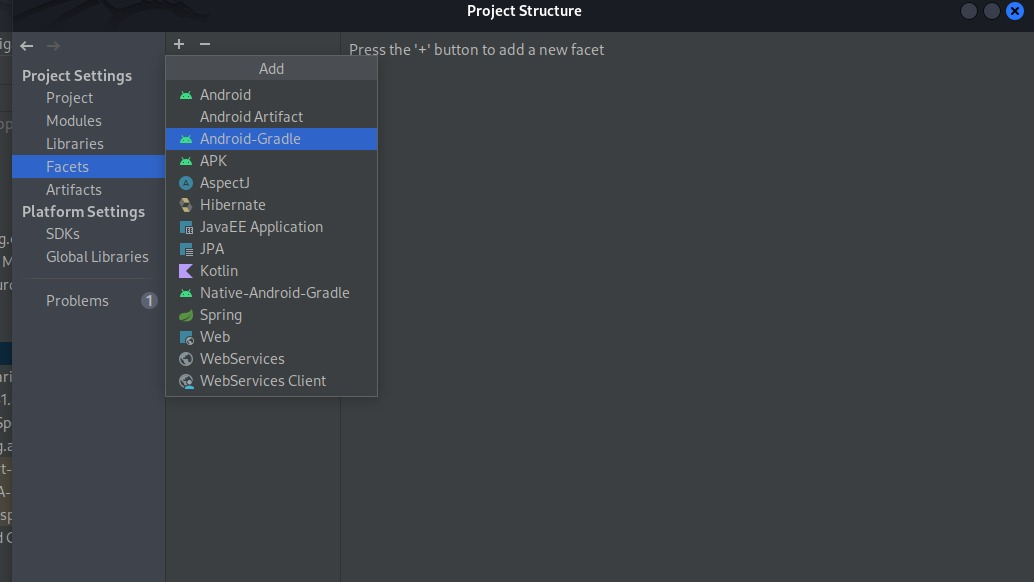 Project Structure
Press the '+' button to add a new facet
Project Settings
Project
Modules
Libraries
Facets
Artifacts
Platform Settings
SDKs
Global Libraries
Problems 1
Add
Android
Android Artifact
Android-Gradle
APK
AspectJ
Hibernate
JavaEE Application
JPA
Kotlin
Native-Android-Gradle
Spring
Web
WebServices
WebServices Client